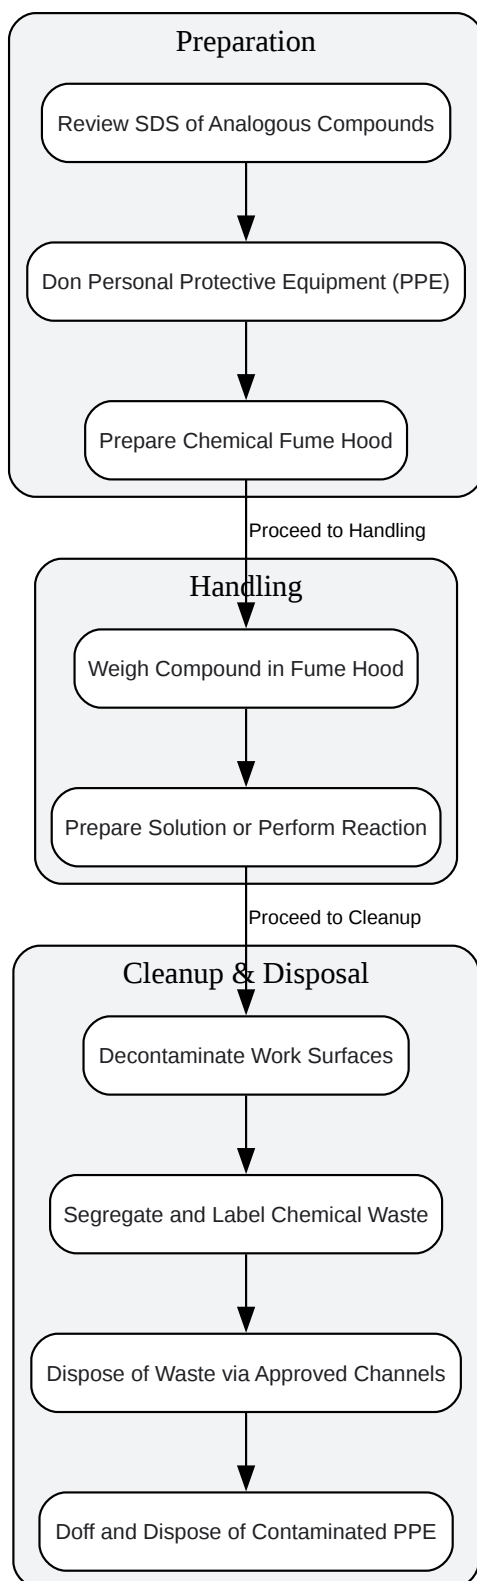 Preparation
Review SDS of Analogous Compounds
Don Personal Protective Equipment (PPE)
Prepare Chemical Fume Hood
Proceed to Handling
Handling
Weigh Compound in Fume Hood
Prepare Solution or Perform Reaction
Proceed to Cleanup
Cleanup & Disposal
Decontaminate Work Surfaces
Segregate and Label Chemical Waste
Dispose of Waste via Approved Channels
Doff and Dispose of Contaminated PPE